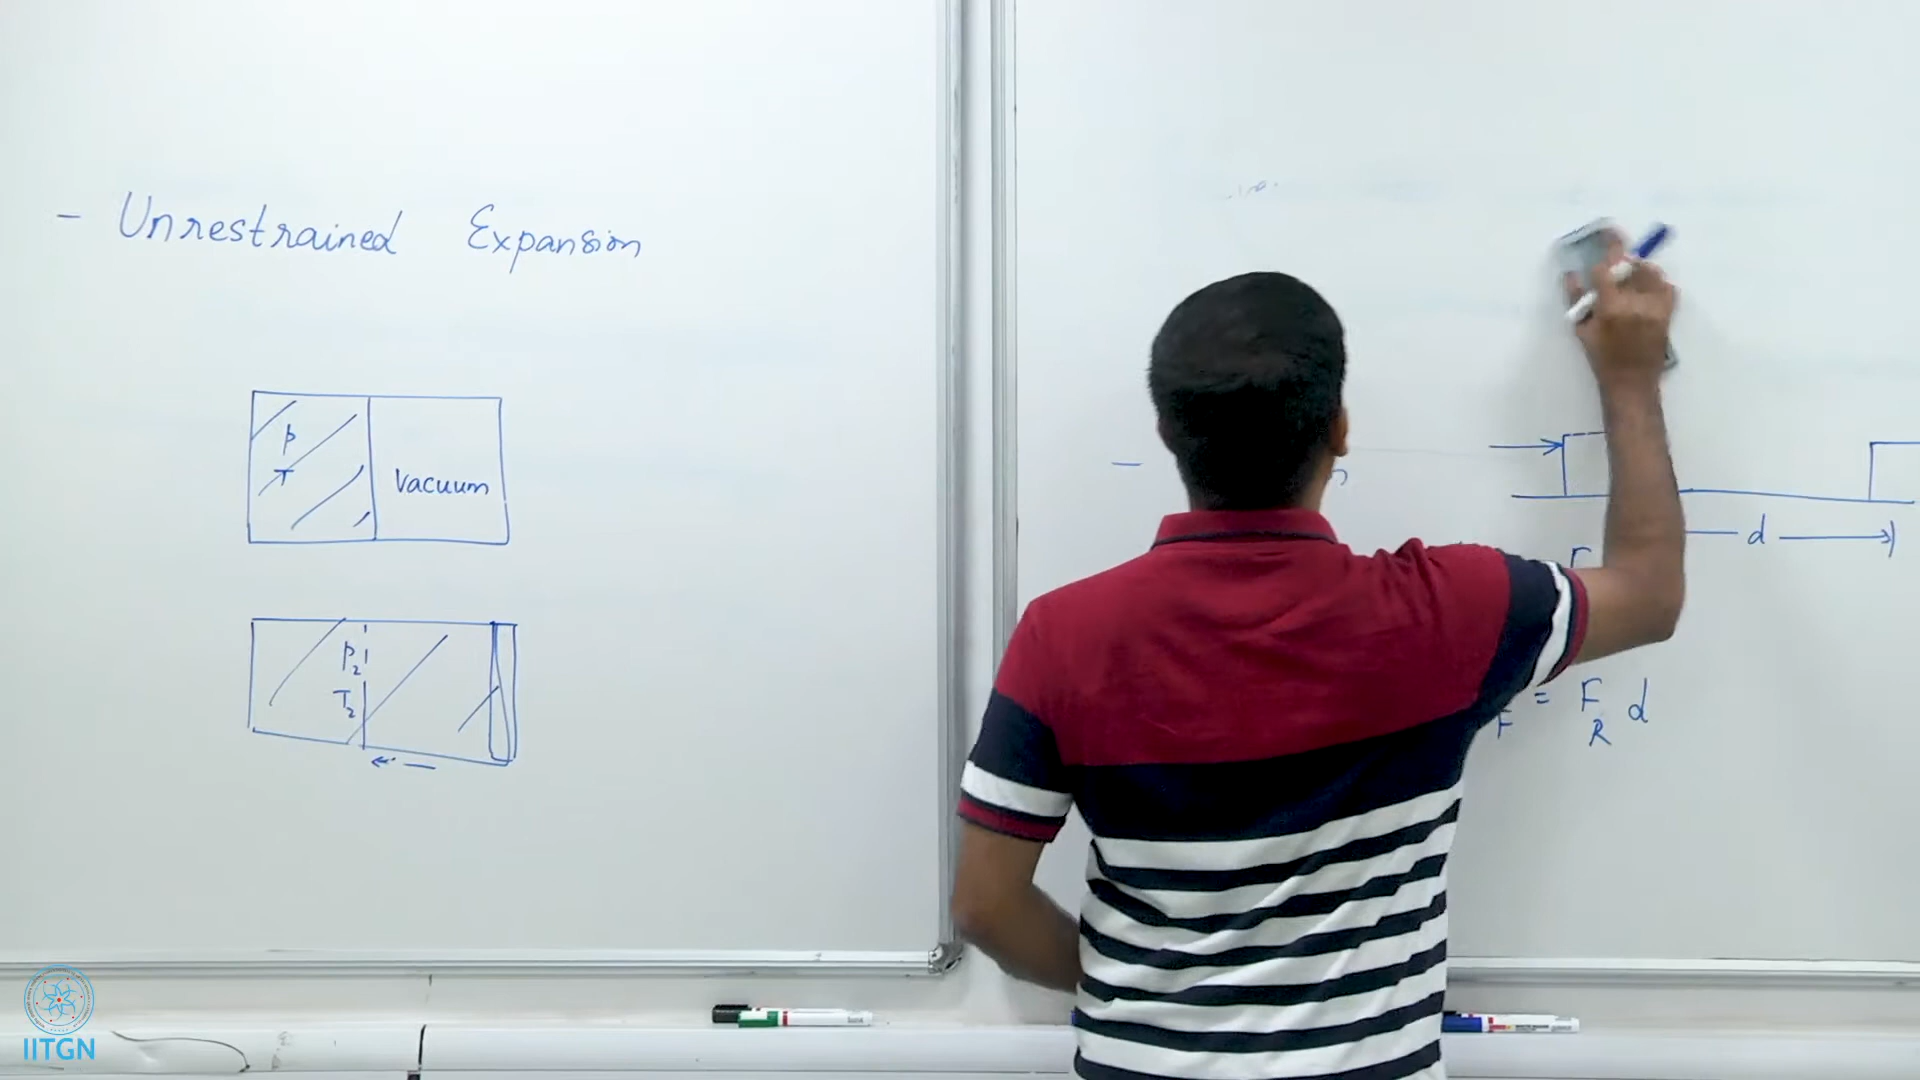 - Unrestrained Expansion
p
T
Vacuum
p2
T2
-
d
F
F = F d
R
IITGN